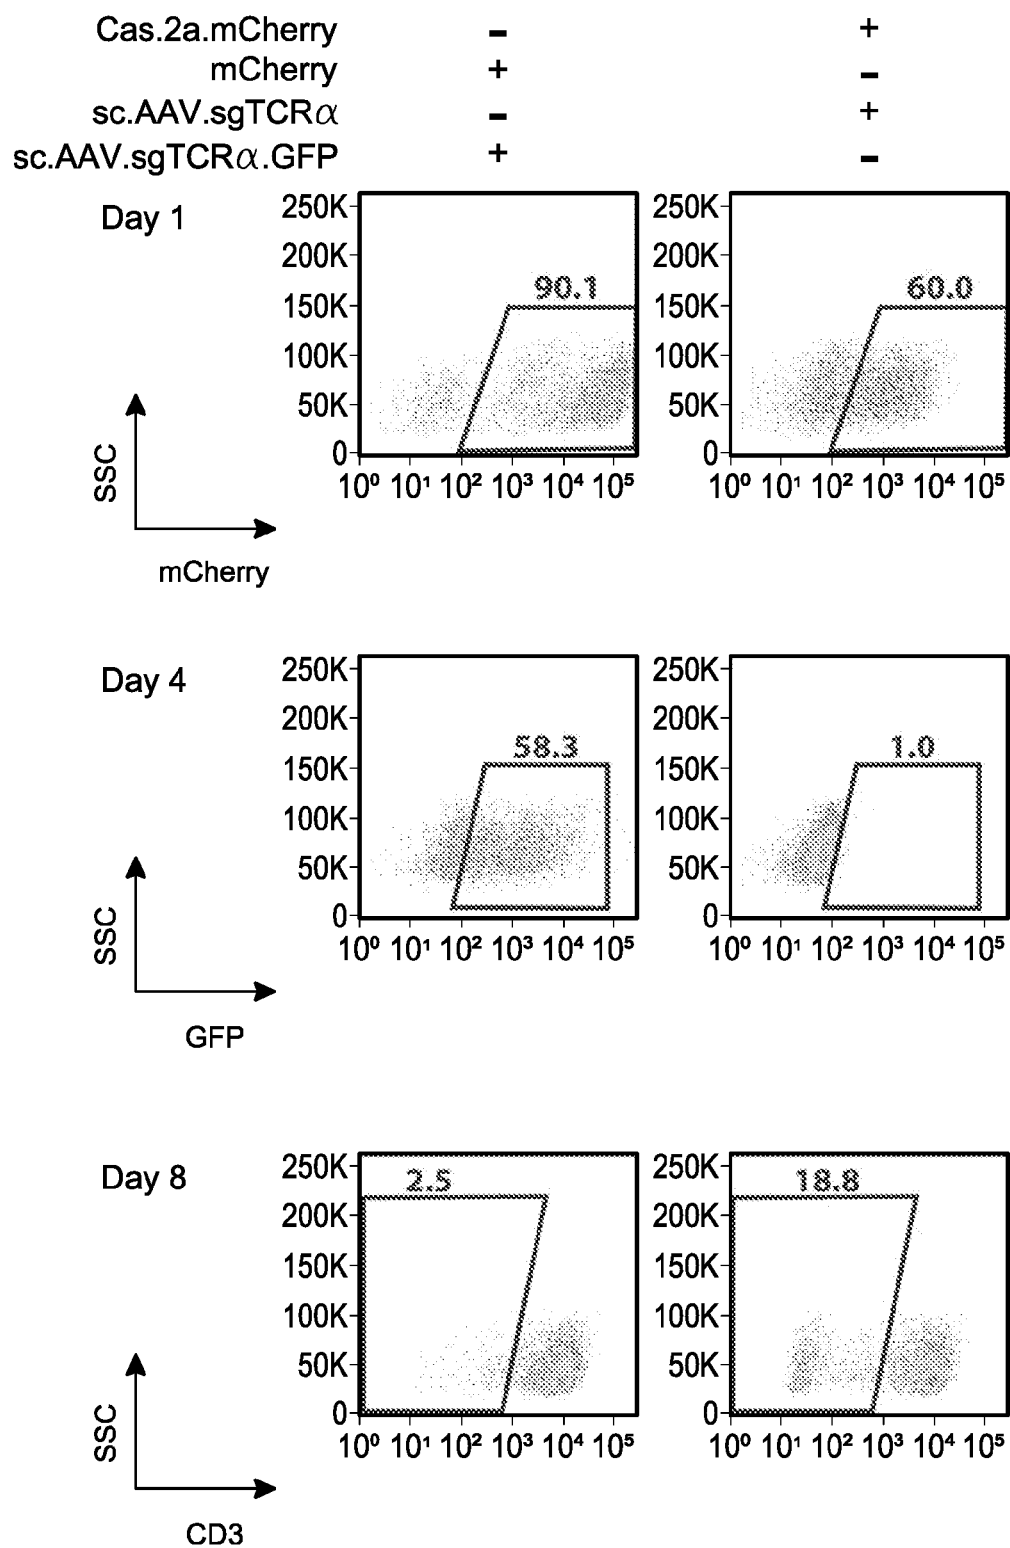 Cas.2a.mCherry - +
mCherry + -
sc.AAV.sgTCRα - +
sc.AAV.sgTCRα.GFP + -
Day 1
250K 250K
200K 200K
150K 90.1 150K 60.0
100K 100K
50K 50K
0 0
10⁰ 10¹ 10² 10³ 10⁴ 10⁵ 10⁰ 10¹ 10² 10³ 10⁴ 10⁵
SSC
mCherry
Day 4
250K 250K
200K 200K
58.3 1.0
150K 150K
100K 100K
50K 50K
0 0
10⁰ 10¹ 10² 10³ 10⁴ 10⁵ 10⁰ 10¹ 10² 10³ 10⁴ 10⁵
SSC
GFP
Day 8
250K 2.5 250K 18.8
200K 200K
150K 150K
100K 100K
50K 50K
0 0
10⁰ 10¹ 10² 10³ 10⁴ 10⁵ 10⁰ 10¹ 10² 10³ 10⁴ 10⁵
SSC
CD3